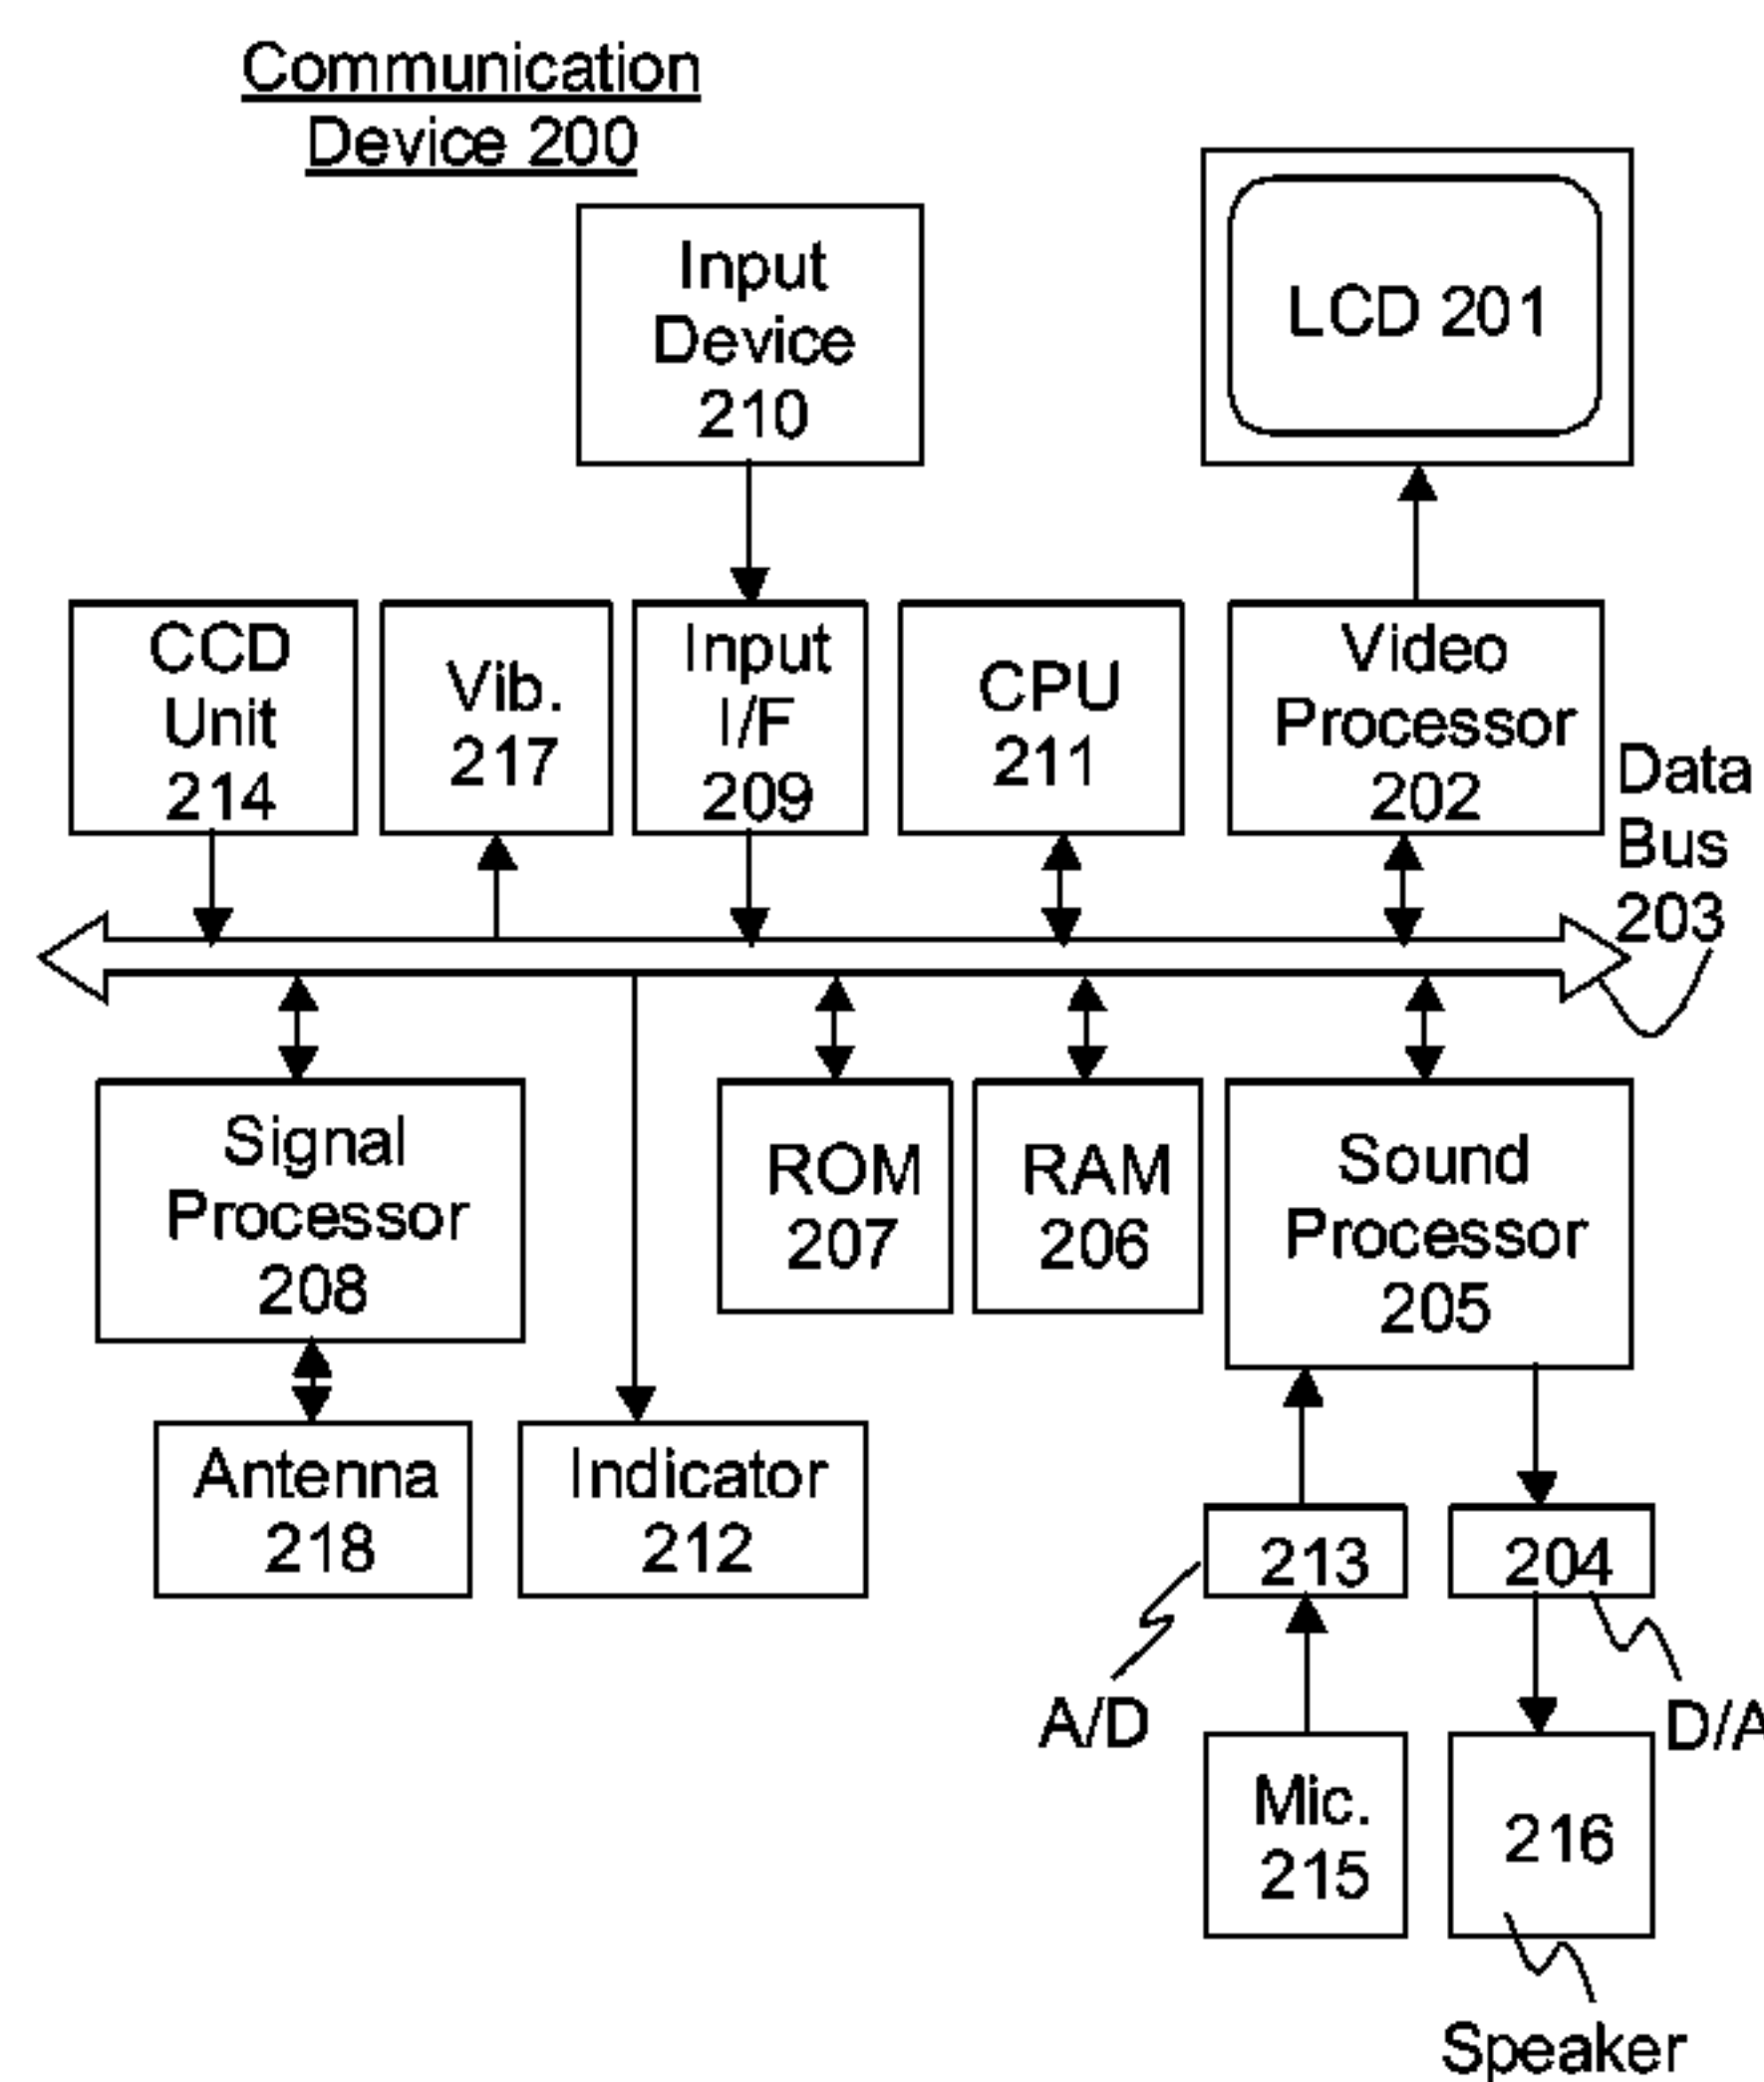 Communication
Device 200
Input
Device
210
LCD 201
CCD
Unit
214
Vib.
217
Input
I/F
209
CPU
211
Video
Processor
202
Data
Bus
203
Signal
Processor
208
ROM
207
RAM
206
Sound
Processor
205
Antenna
218
Indicator
212
213
204
A/D
D/A
Mic.
215
216
Speaker